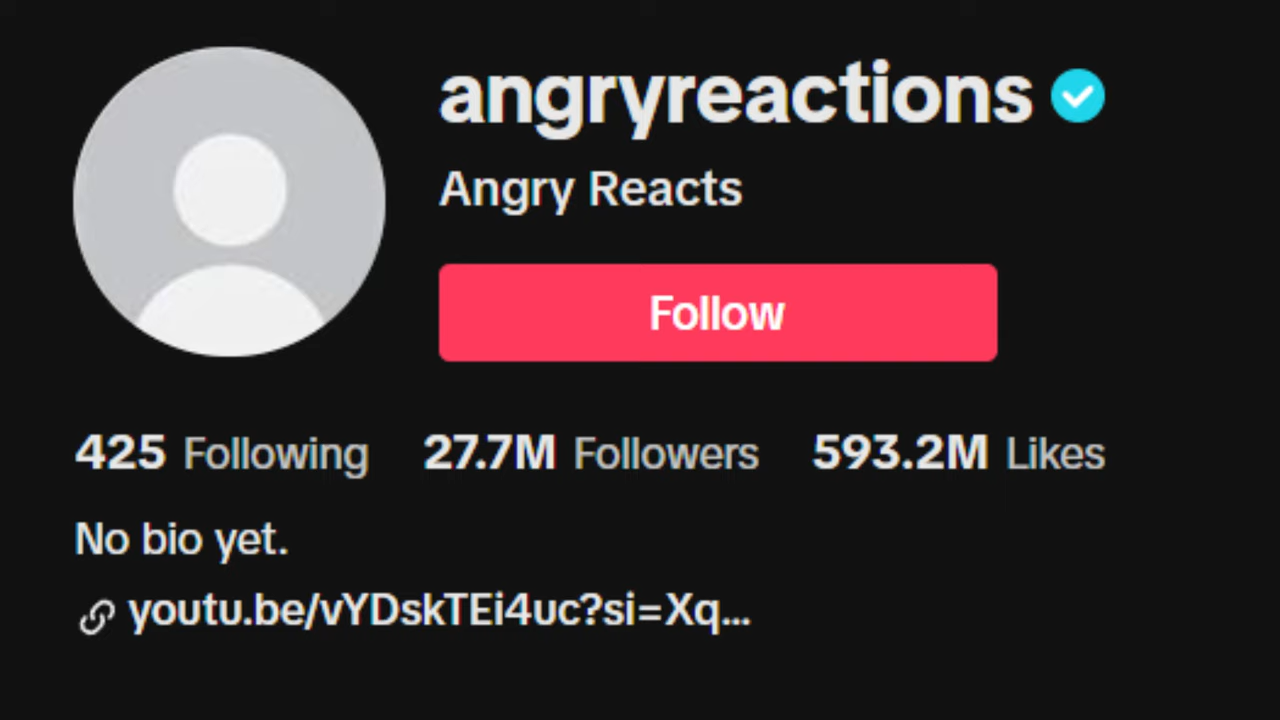 angryreactions
Angry Reacts
Follow
425 Following 27.7M Followers 593.2M Likes
No bio yet.
youtu.be/vYDskTEi4uc?si=Xq...